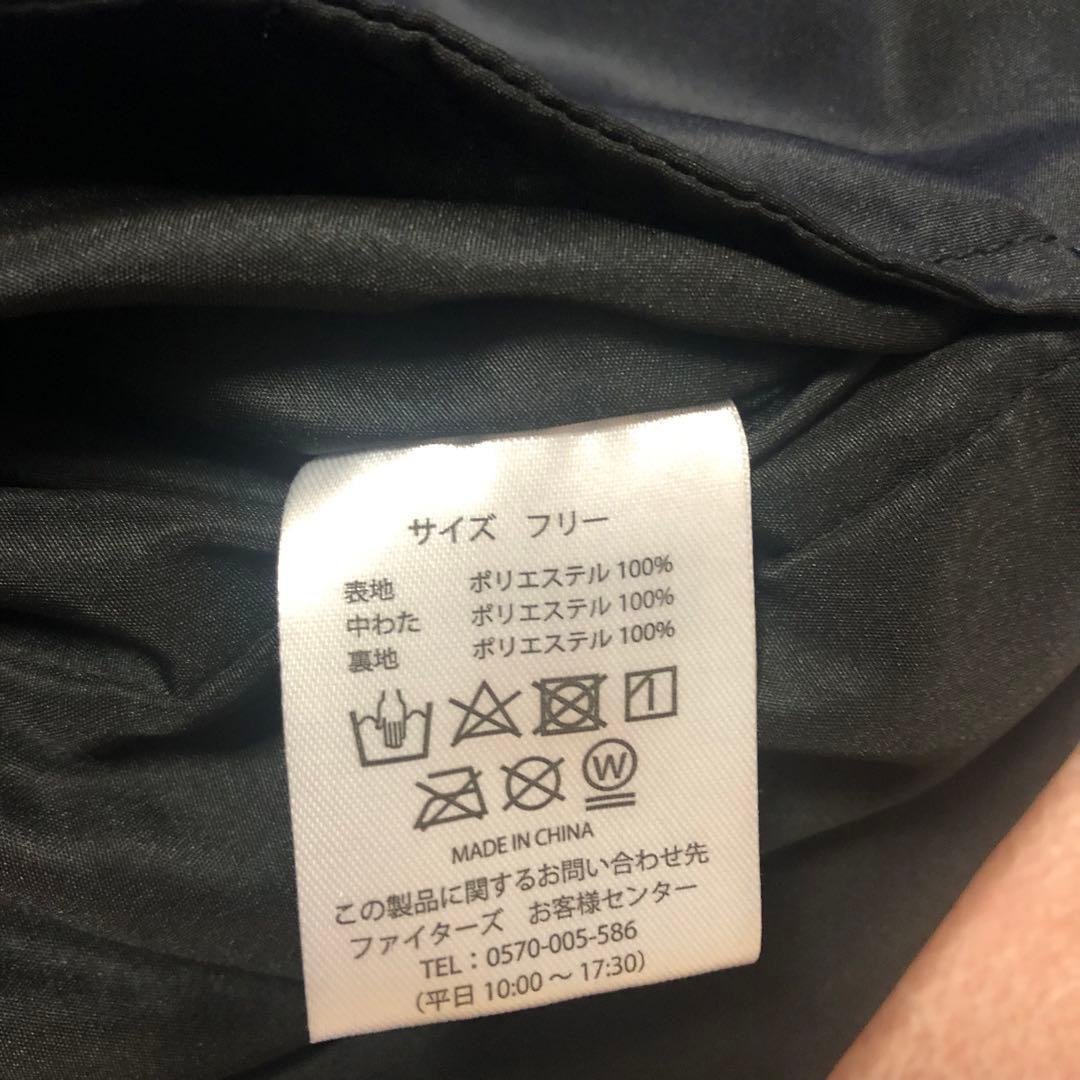 サイズ　フリー
表地　ポリエステル 100%
中わた　ポリエステル 100%
裏地　ポリエステル 100%
W
MADE IN CHINA
この製品に関するお問い合わせ先
ファイターズ　お客様センター
TEL：0570-005-586
（平日 10:00 〜 17:30）